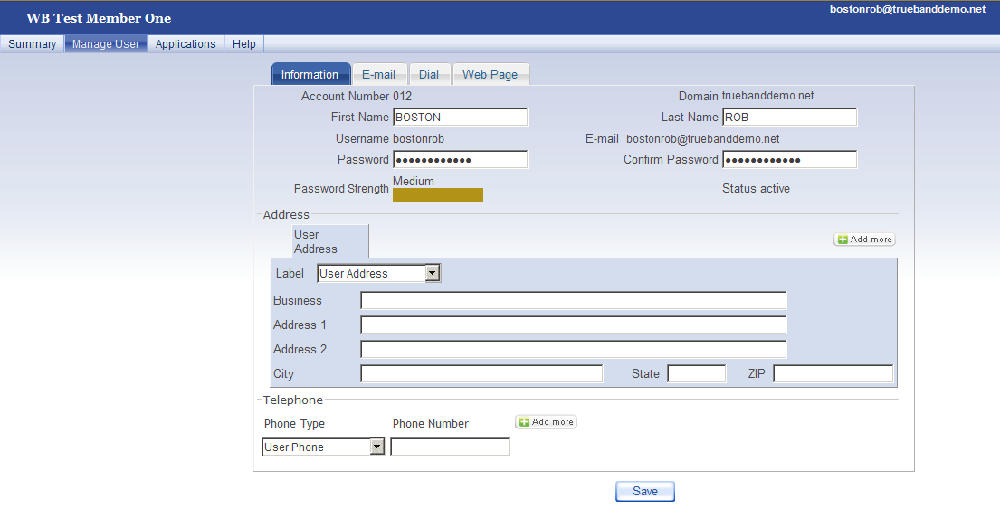 bostonrob@truebanddemo.net
WB Test Member One
Summary Manage User Applications Help
Information E-mail Dial Web Page
Account Number 012 Domain truebanddemo.net
First Name BOSTON Last Name ROB
Username bostonrob E-mail bostonrob@truebanddemo.net
Password ●●●●●●●●●●●● Confirm Password ●●●●●●●●●●●●
Password Strength Medium Status active
Address
User
Address
Add more
Label User Address
Business
Address 1
Address 2
City State ZIP
Telephone
Phone Type Phone Number Add more
User Phone
Save